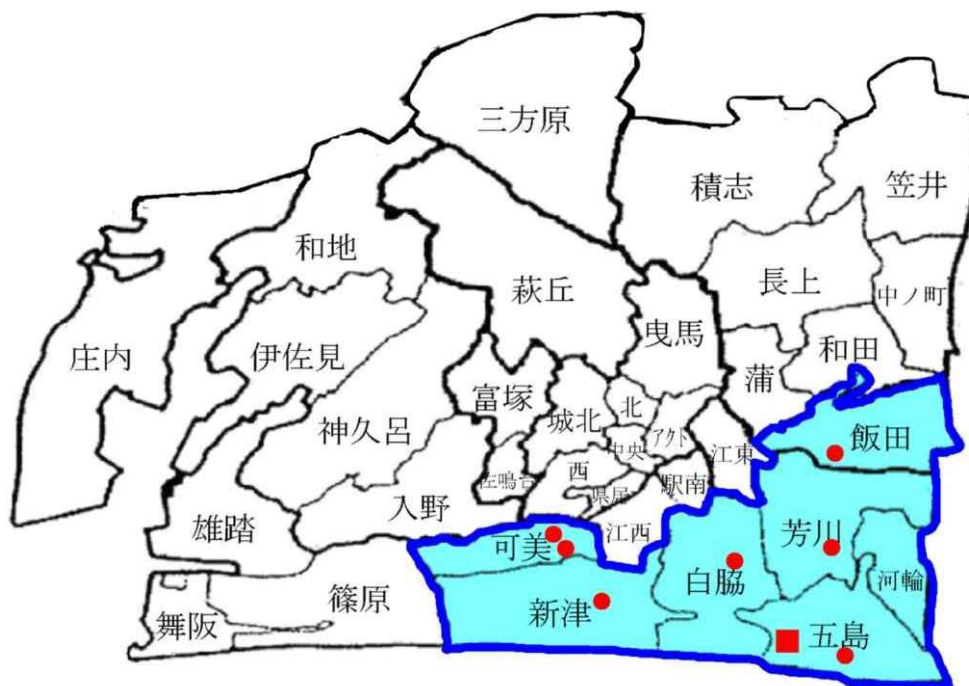 三方原
積志
笠井
和地
萩丘
長上
中ノ町
庄内
伊佐見
曳馬
和田
蒲
富塚
城北
北
アクト
飯田
神久呂
中央
江東
佐鳴台
西
駅南
県居
入野
雄踏
江西
可美
芳川
白脇
河輪
篠原
新津
舞阪
五島